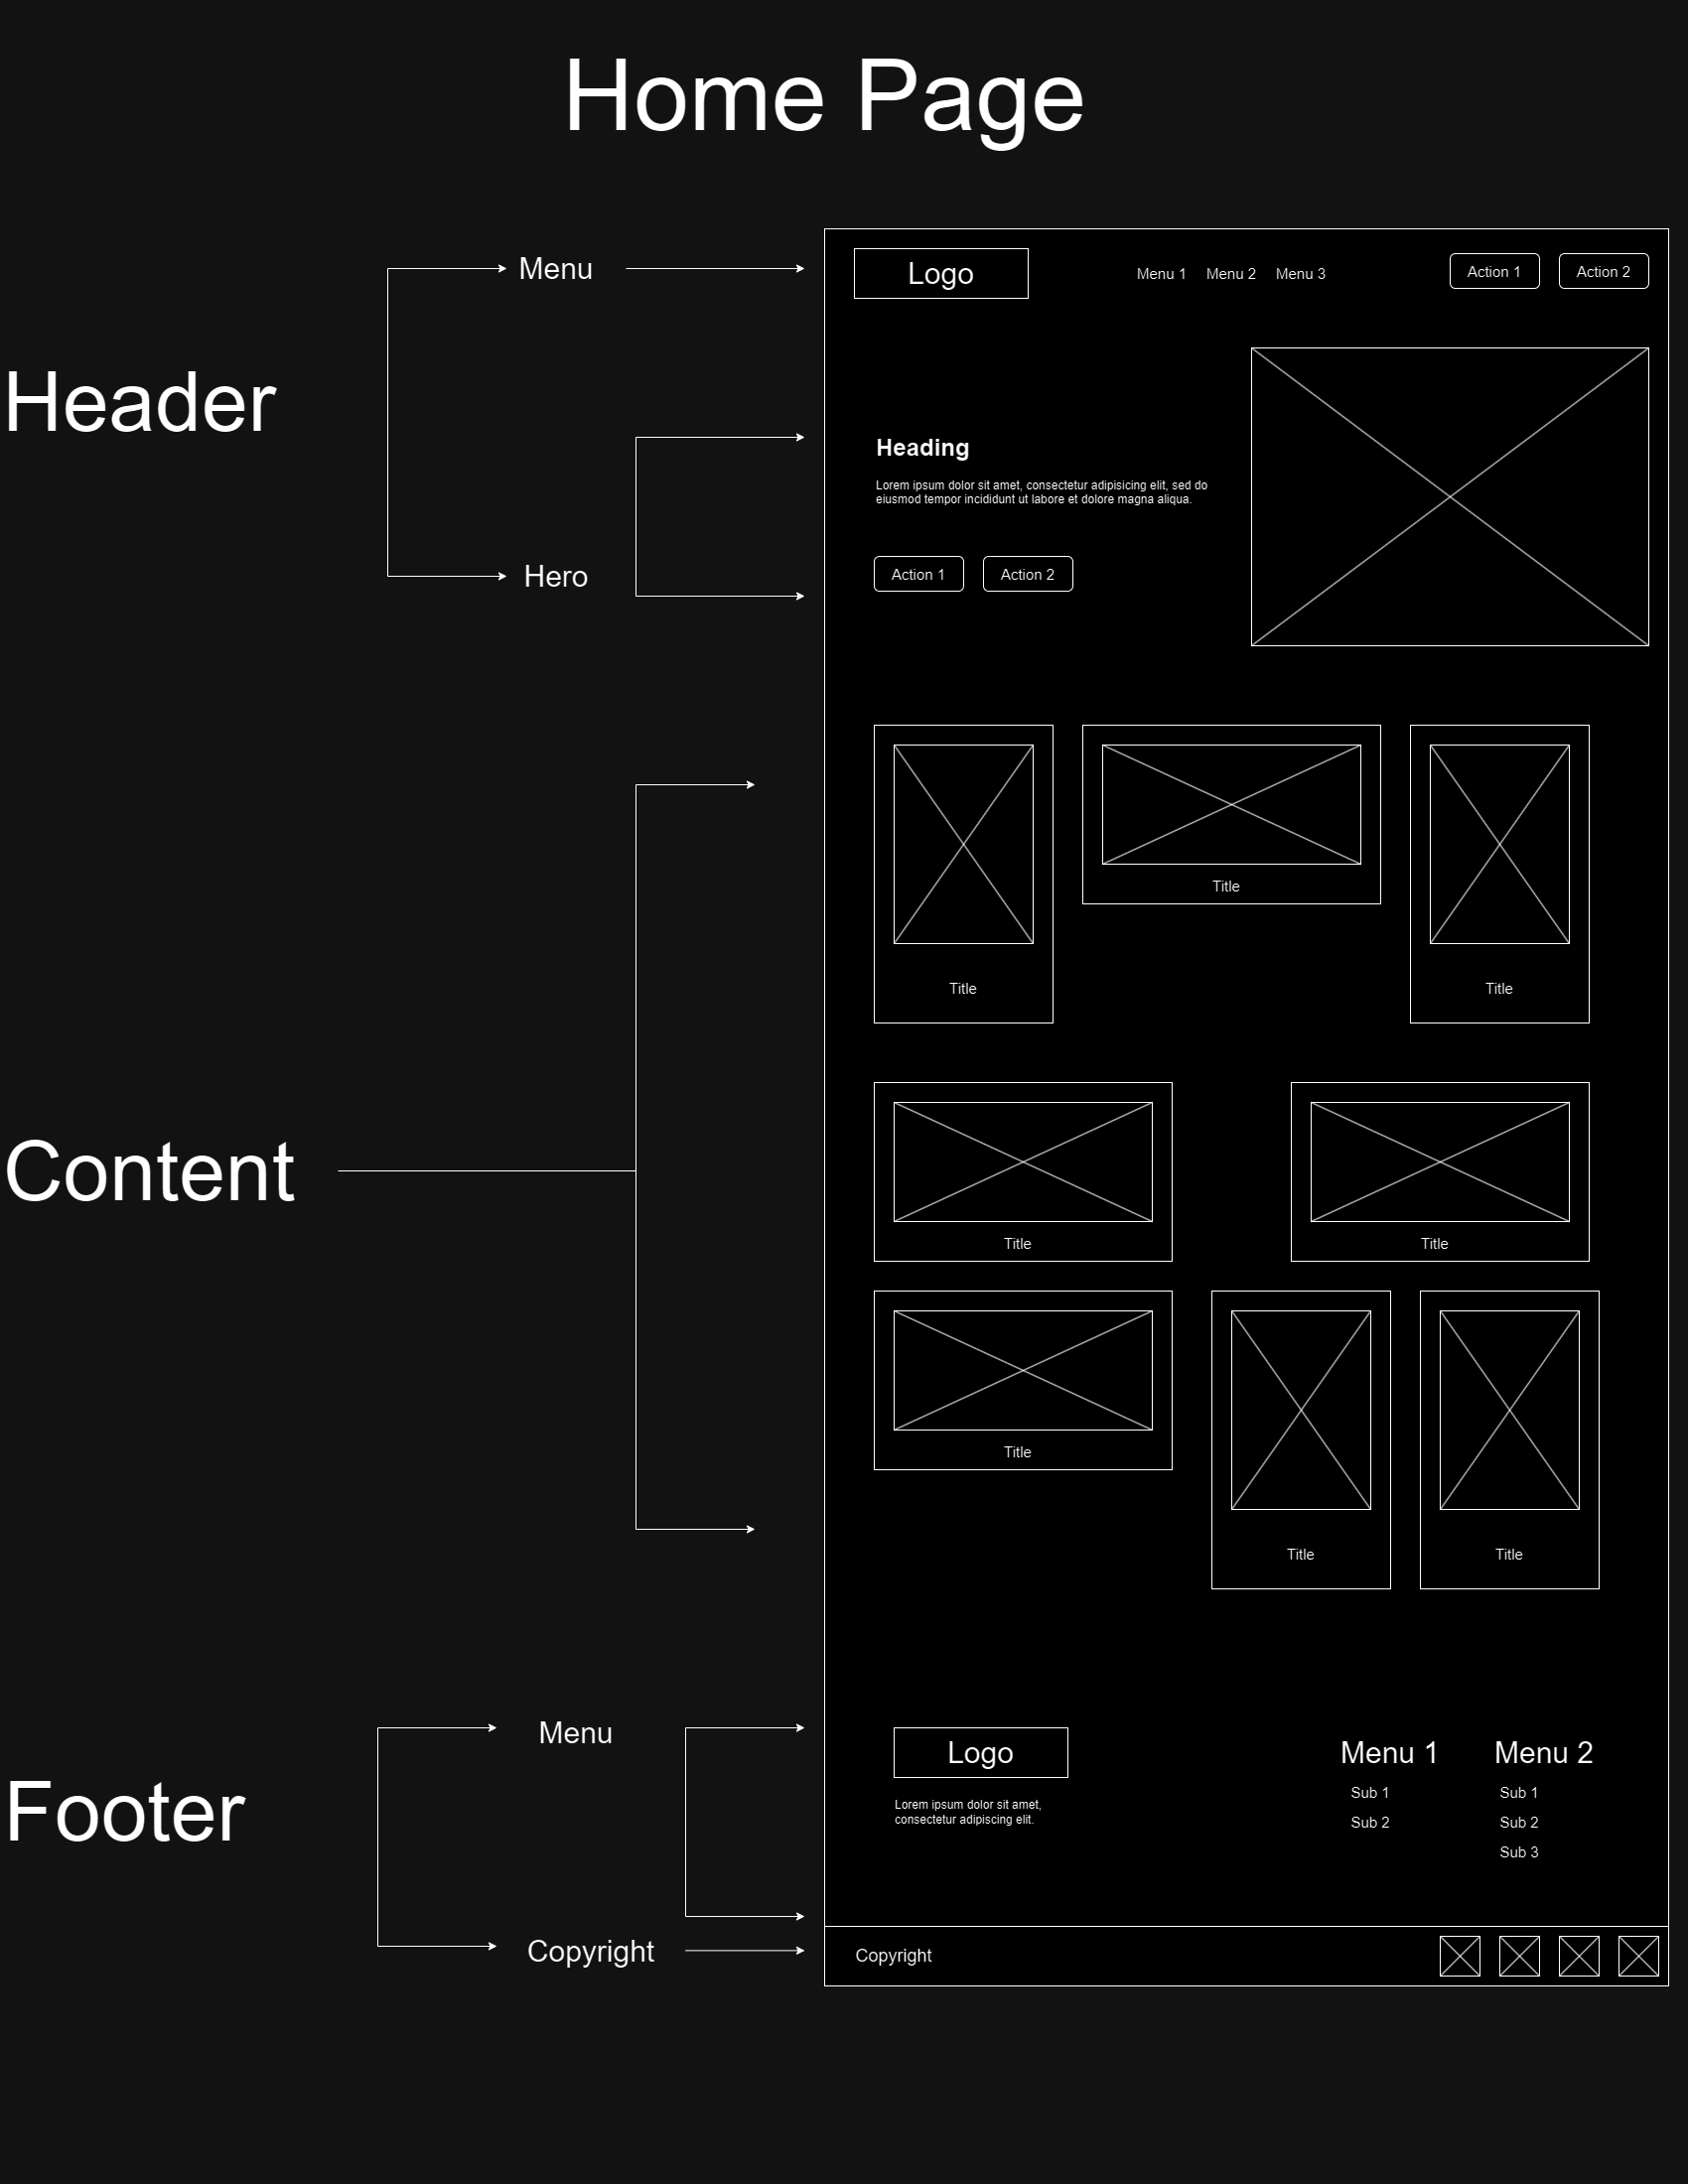 Home Page
Header
Menu
Hero
Logo
Menu 1
Menu 2
Menu 3
Action 1
Action 2
Heading
Lorem ipsum dolor sit amet, consectetur adipisicing elit, sed do
eiusmod tempor incididunt ut labore et dolore magna aliqua.
Action 1
Action 2
Content
Title
Title
Title
Title
Title
Title
Title
Title
Footer
Menu
Copyright
Logo
Lorem ipsum dolor sit amet,
consectetur adipiscing elit.
Menu 1
Sub 1
Sub 2
Menu 2
Sub 1
Sub 2
Sub 3
Copyright